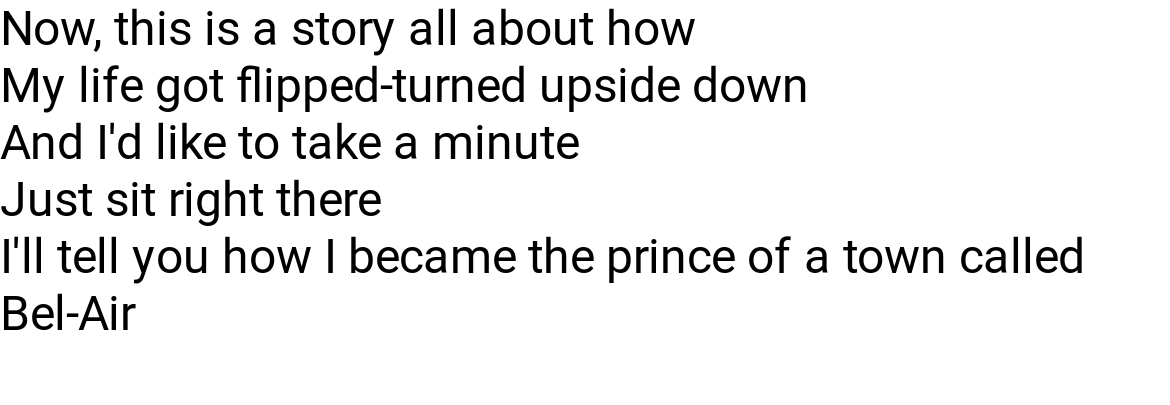 Now, this is a story all about how
My life got flipped-turned upside down
And I'd like to take a minute
Just sit right there
I'll tell you how I became the prince of a town called
Bel-Air